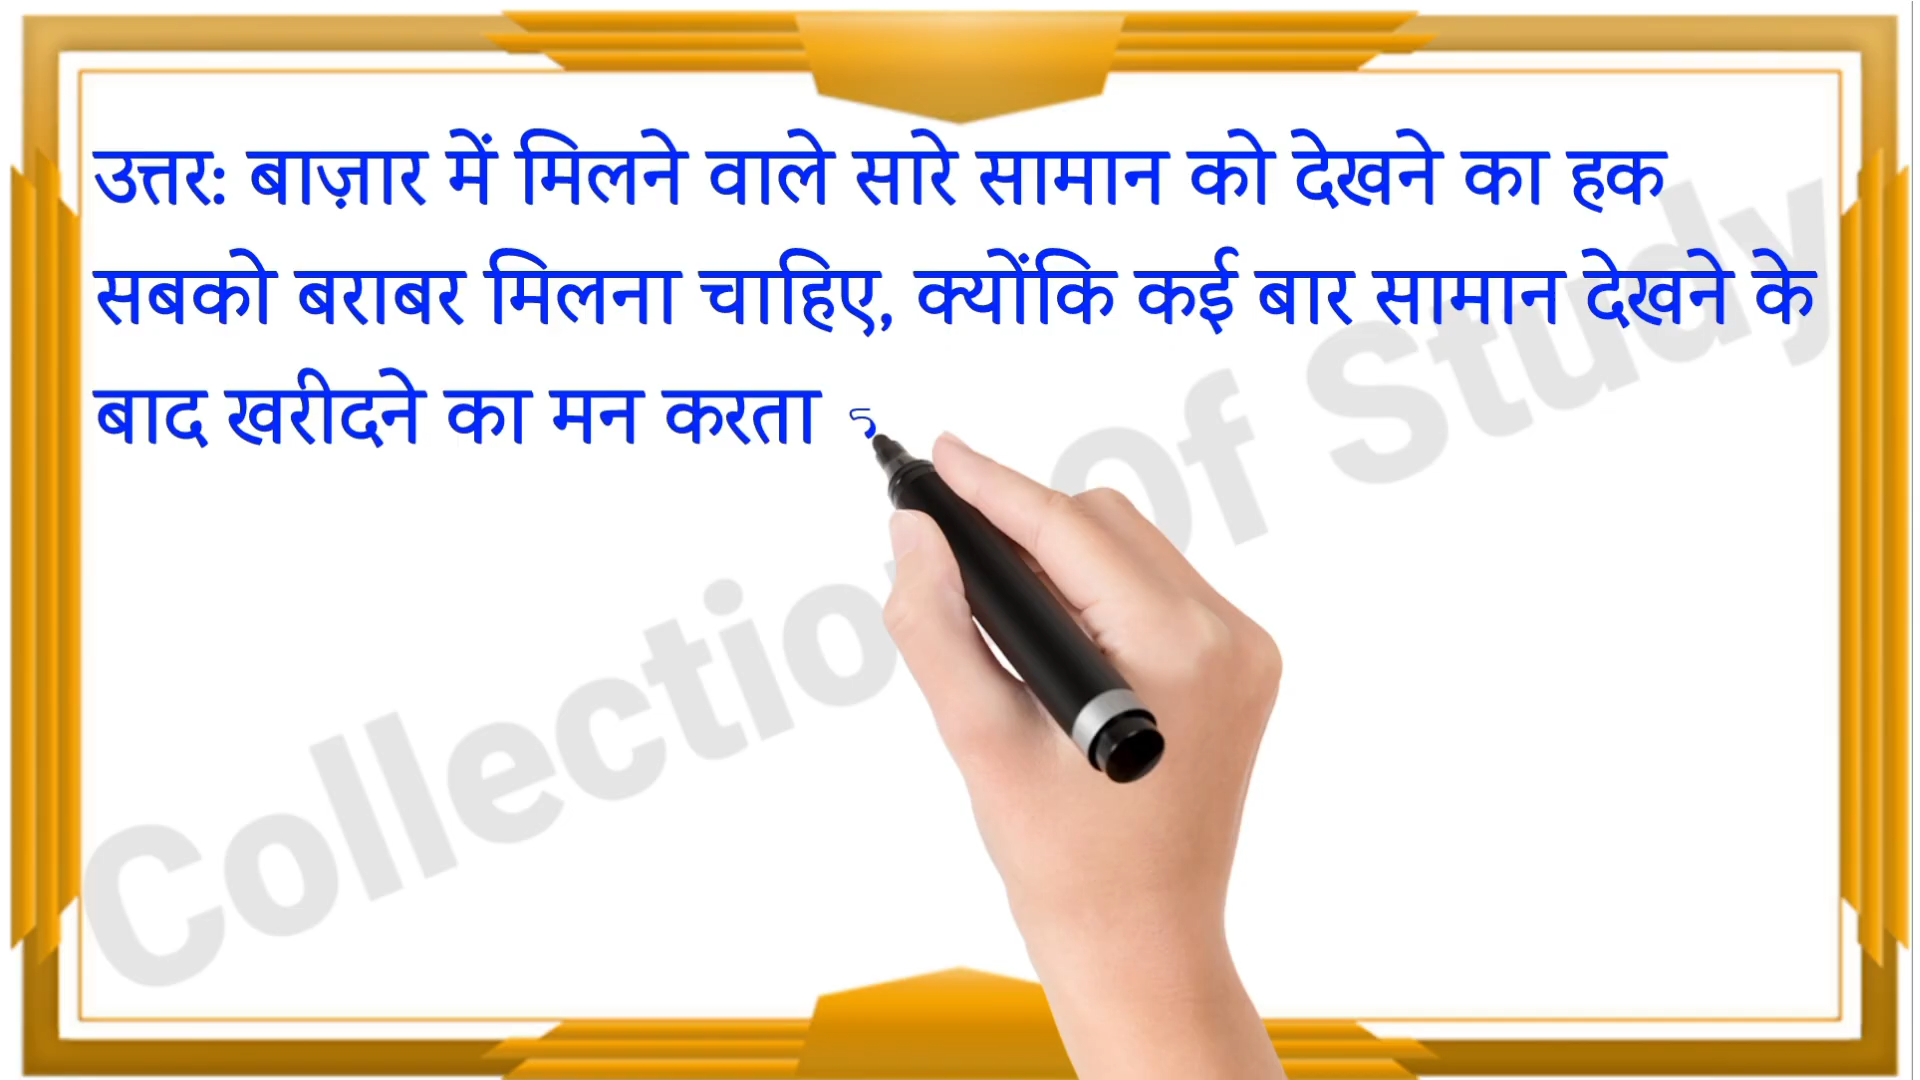 उत्तर: बाज़ार में मिलने वाले सारे सामान को देखने का हक
सबको बराबर मिलना चाहिए, क्योंकि कई बार सामान देखने के
बाद खरीदने का मन करता
Collection Of Study